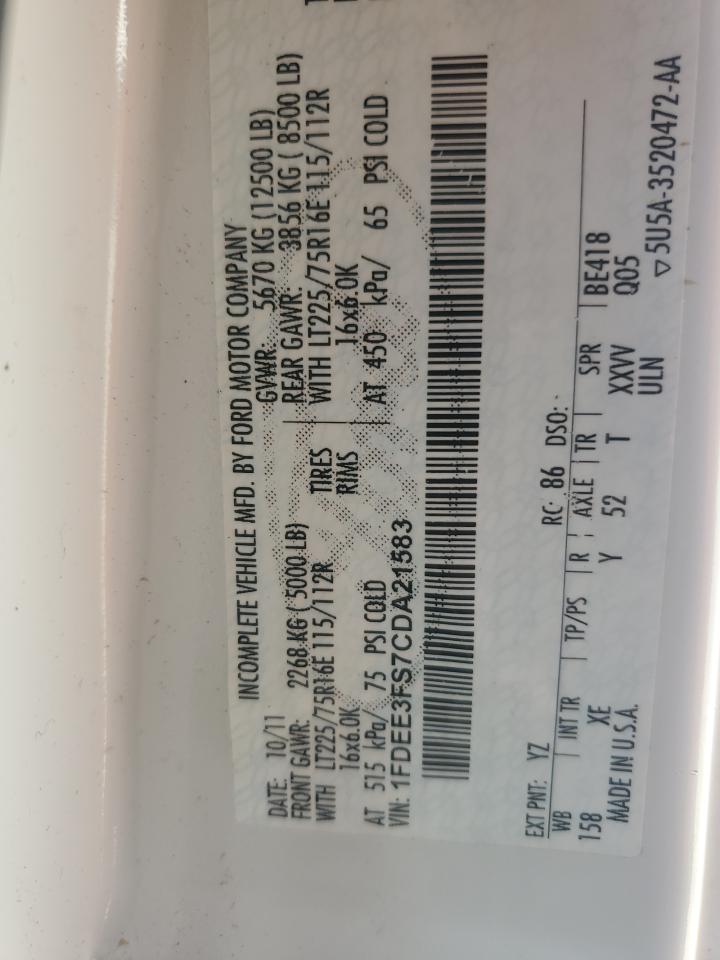 INCOMPLETE VEHICLE MFD. BY FORD MOTOR COMPANY
DATE: 10/11 GVWR: 5670 KG (12500 LB)
FRONT GAWR: 2268 KG ( 5000 LB) REAR GAWR: 3856 KG ( 8500 LB)
WITH LT225/75R16E 115/112R TIRES WITH LT225/75R16E 115/112R
16x6.0K RIMS 16x6.0K
AT 515 kPa/ 75 PSI COLD AT 450 kPa/ 65 PSI COLD
VIN: 1FDEE3FS7CDA21583
EXT PNT: YZ RC: 86 DSO:
WB INT TR TP/PS R AXLE TR SPR BE418
158 XE Y 52 T XXVV Q05
MADE IN U.S.A. ULN
▽5U5A-3520472-AA